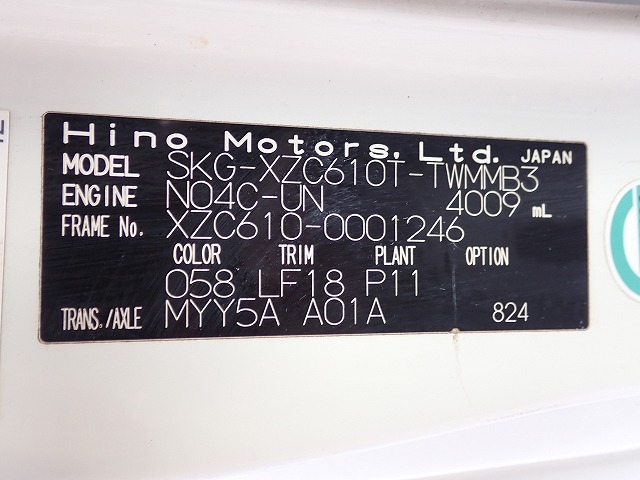 Hino Motors, Ltd. JAPAN
MODEL SKG-XZC610T-TWMMB3
ENGINE N04C-UN 4009 mL
FRAME No. XZC610-0001246
COLOR TRIM PLANT OPTION
058 LF18 P11
TRANS./AXLE MYY5A A01A 824